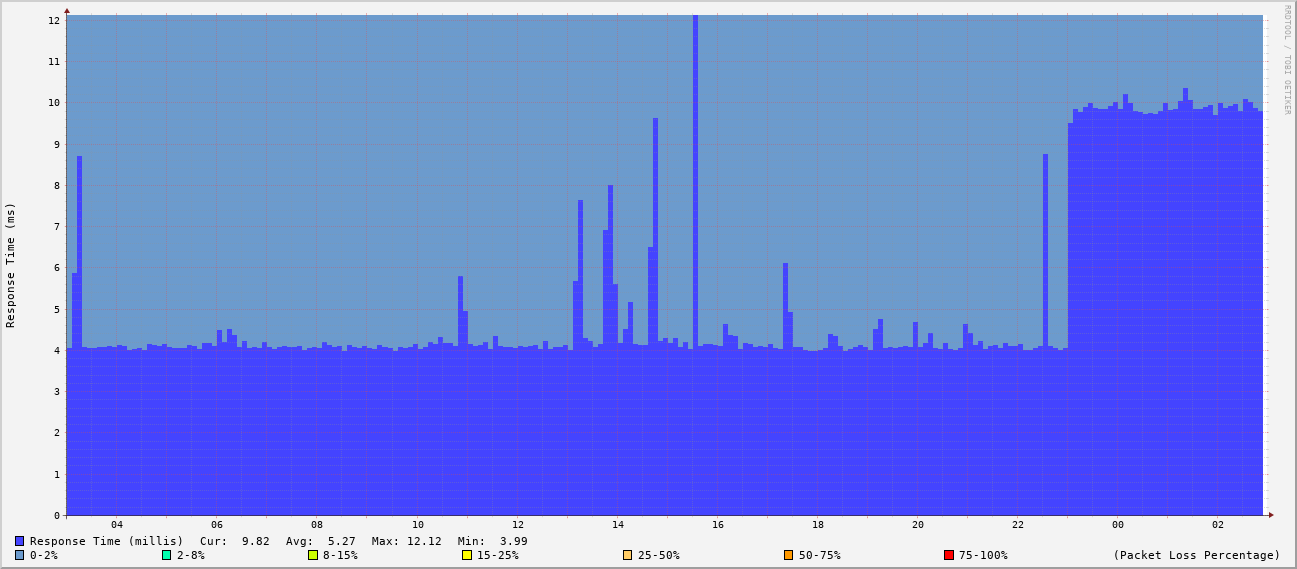 RRDTOOL / TOBI OETIKER
Response Time (ms)
12
11
10
9
8
7
6
5
4
3
2
1
0
04 06 08 10 12 14 16 18 20 22 00 02
Response Time (millis) Cur: 9.82 Avg: 5.27 Max: 12.12 Min: 3.99
0-2% 2-8% 8-15% 15-25% 25-50% 50-75% 75-100% (Packet Loss Percentage)